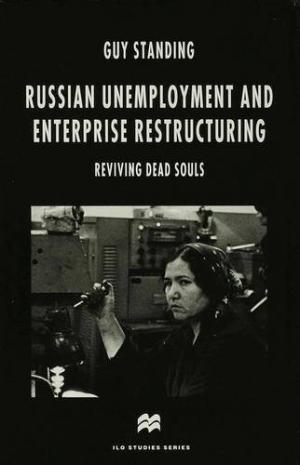 GUY STANDING
RUSSIAN UNEMPLOYMENT AND
ENTERPRISE RESTRUCTURING
REVIVING DEAD SOULS
ILO STUDIES SERIES